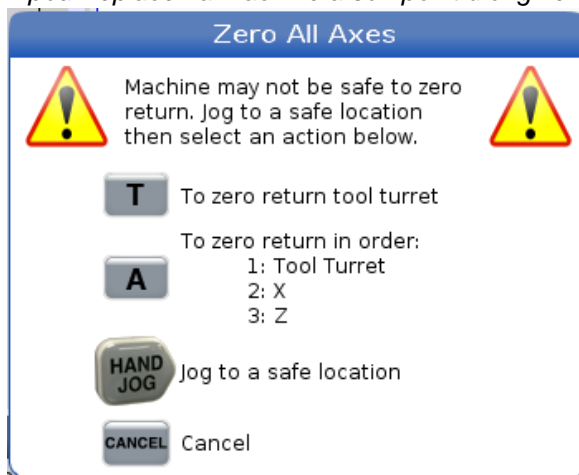 Zero All Axes
Machine may not be safe to zero
return. Jog to a safe location
then select an action below.
T To zero return tool turret
To zero return in order:
1: Tool Turret
A
2: X
3: Z
HAND
JOG
Jog to a safe location
CANCEL Cancel